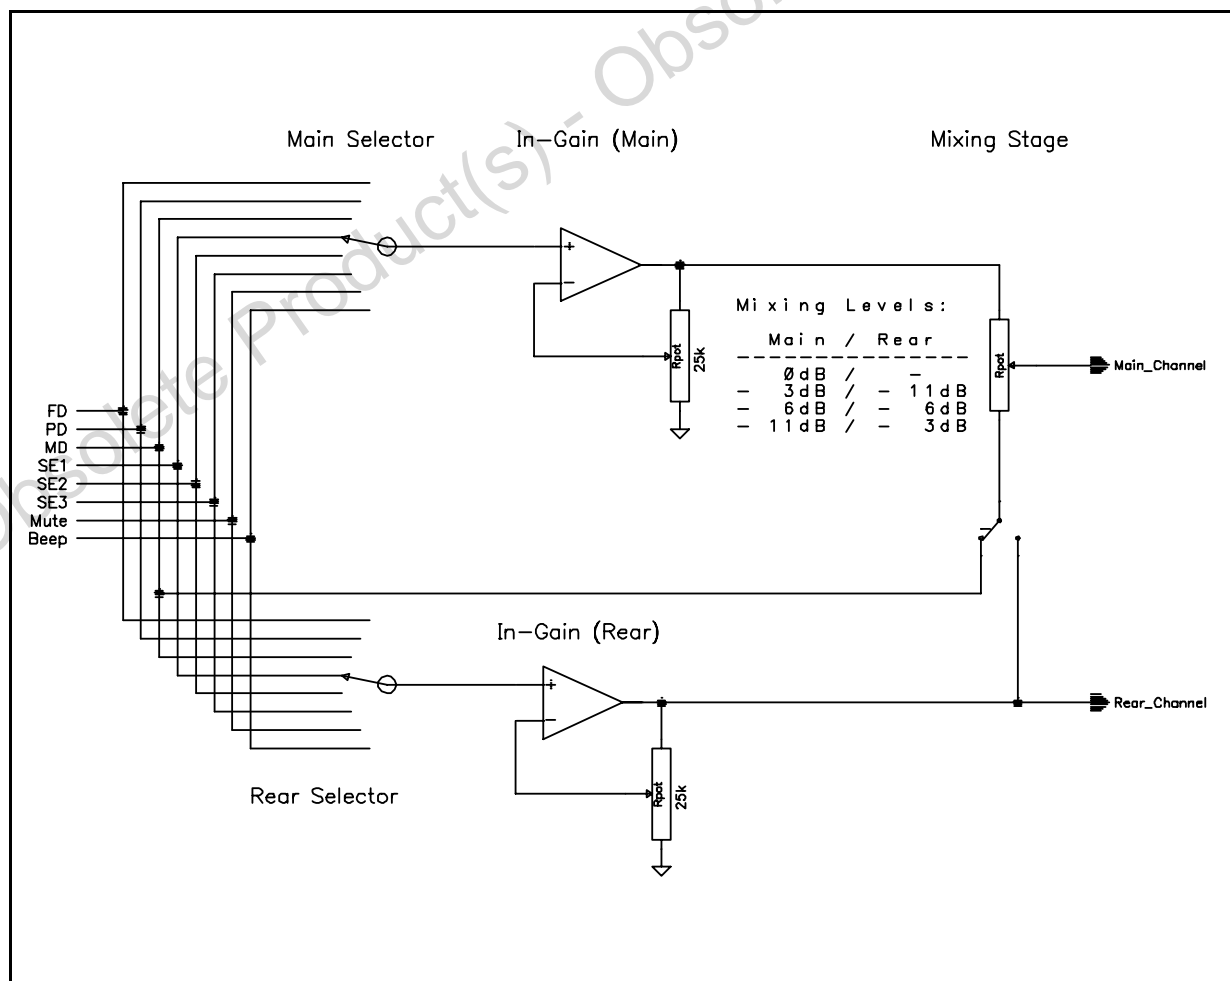 Obsolete Product(s) - Obso
Main Selector
In-Gain (Main)
Mixing Stage
Mixing Levels:
Main / Rear
0dB / -
- 3dB / - 11dB
- 6dB / - 6dB
- 11dB / - 3dB
Rpot
25k
Rpot
Main_Channel
FD
PD
MD
SE1
SE2
SE3
Mute
Beep
In-Gain (Rear)
Rear_Channel
Rpot
25k
Rear Selector